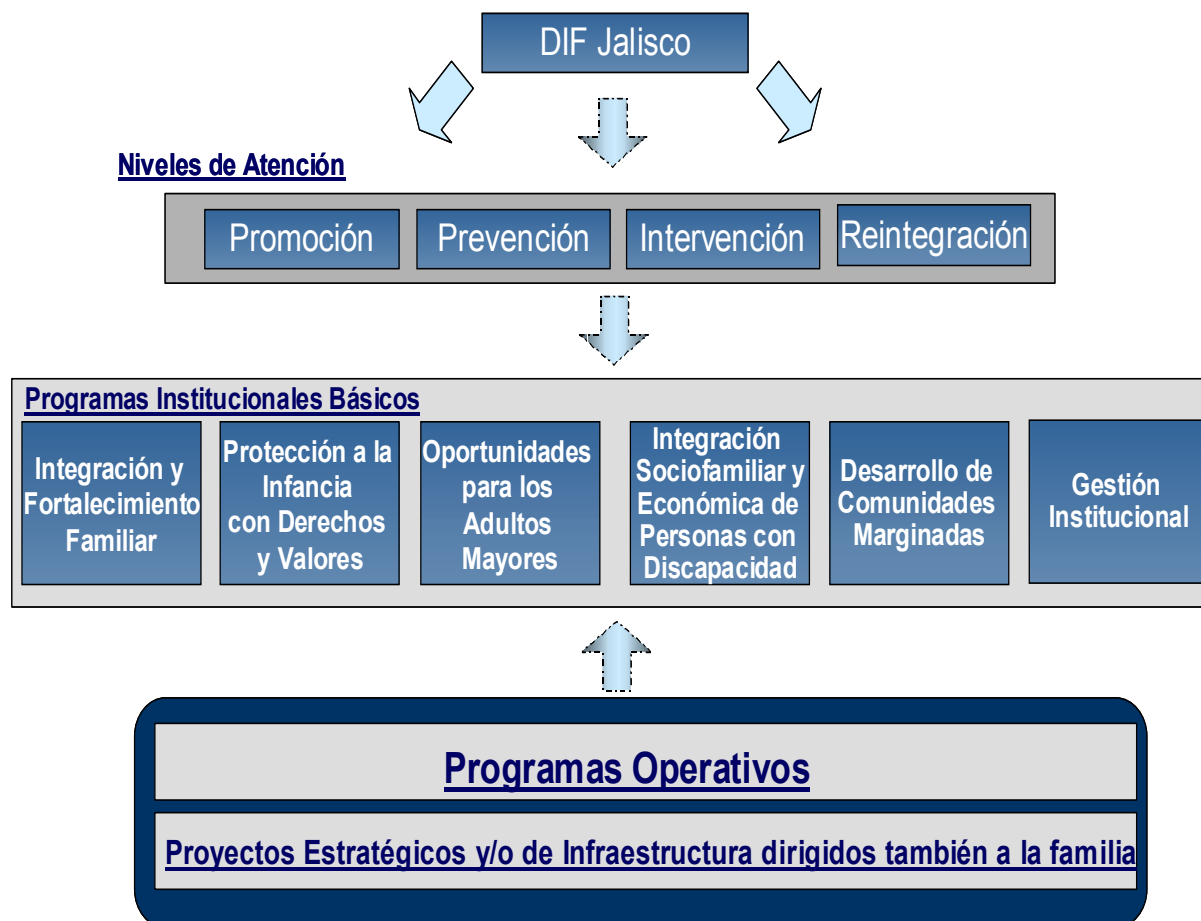 DIF Jalisco
Niveles de Atención
Promoción
Prevención
Intervención
Reintegración
Programas Institucionales Básicos
Integración y
Fortalecimiento
Familiar
Protección a la
Infancia
con Derechos
y Valores
Oportunidades
para los
Adultos
Mayores
Integración
Sociofamiliar y
Económica de
Personas con
Discapacidad
Desarrollo de
Comunidades
Marginadas
Gestión
Institucional
Programas Operativos
Proyectos Estratégicos y/o de Infraestructura dirigidos también a la familia